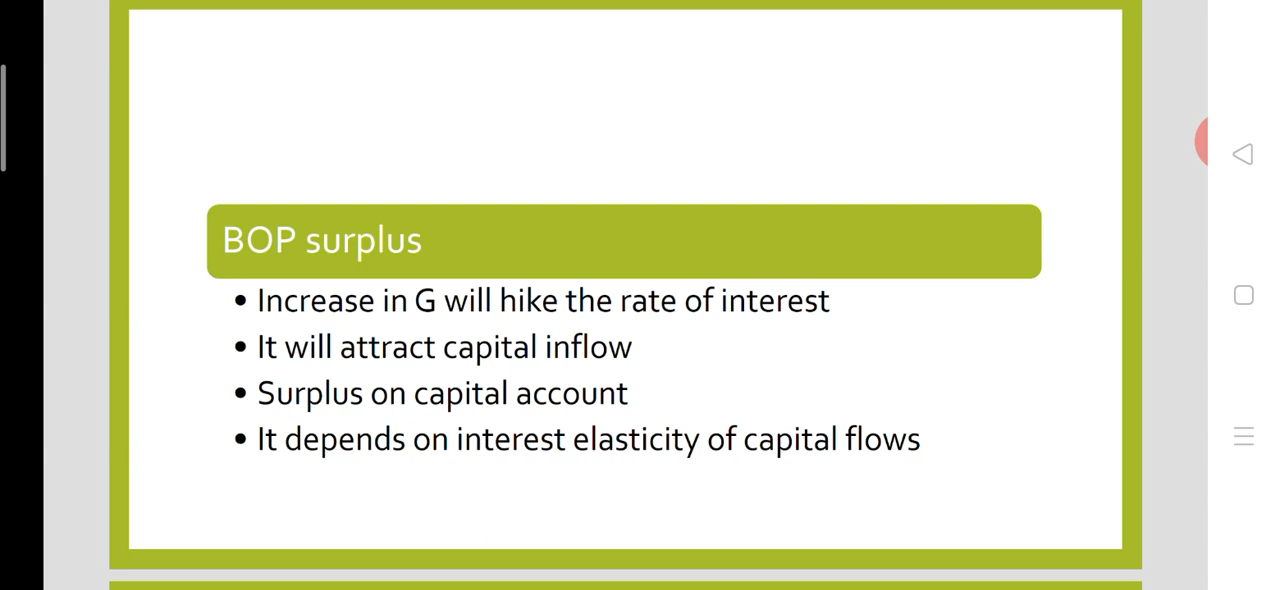 BOP surplus
• Increase in G will hike the rate of interest
• It will attract capital inflow
• Surplus on capital account
• It depends on interest elasticity of capital flows